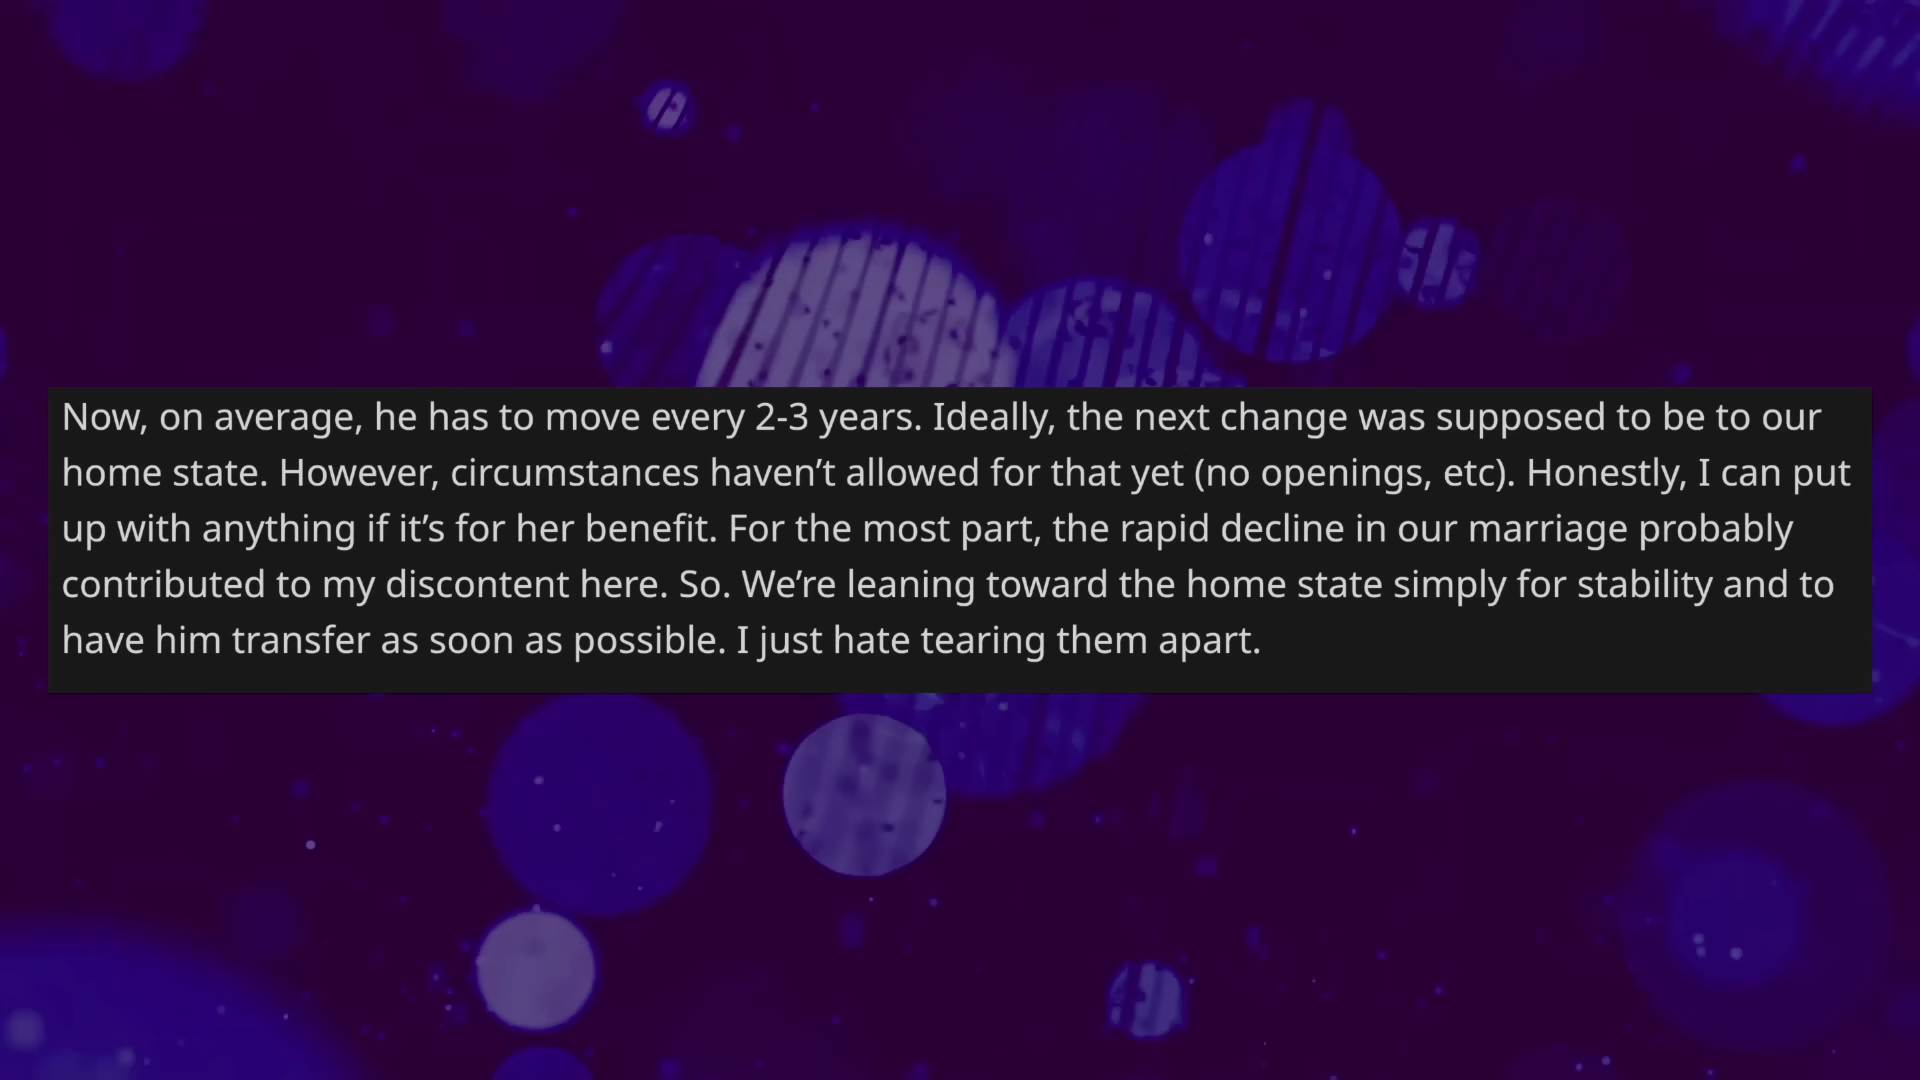 Now, on average, he has to move every 2-3 years. Ideally, the next change was supposed to be to our
home state. However, circumstances haven’t allowed for that yet (no openings, etc). Honestly, I can put
up with anything if it’s for her benefit. For the most part, the rapid decline in our marriage probably
contributed to my discontent here. So. We’re leaning toward the home state simply for stability and to
have him transfer as soon as possible. I just hate tearing them apart.